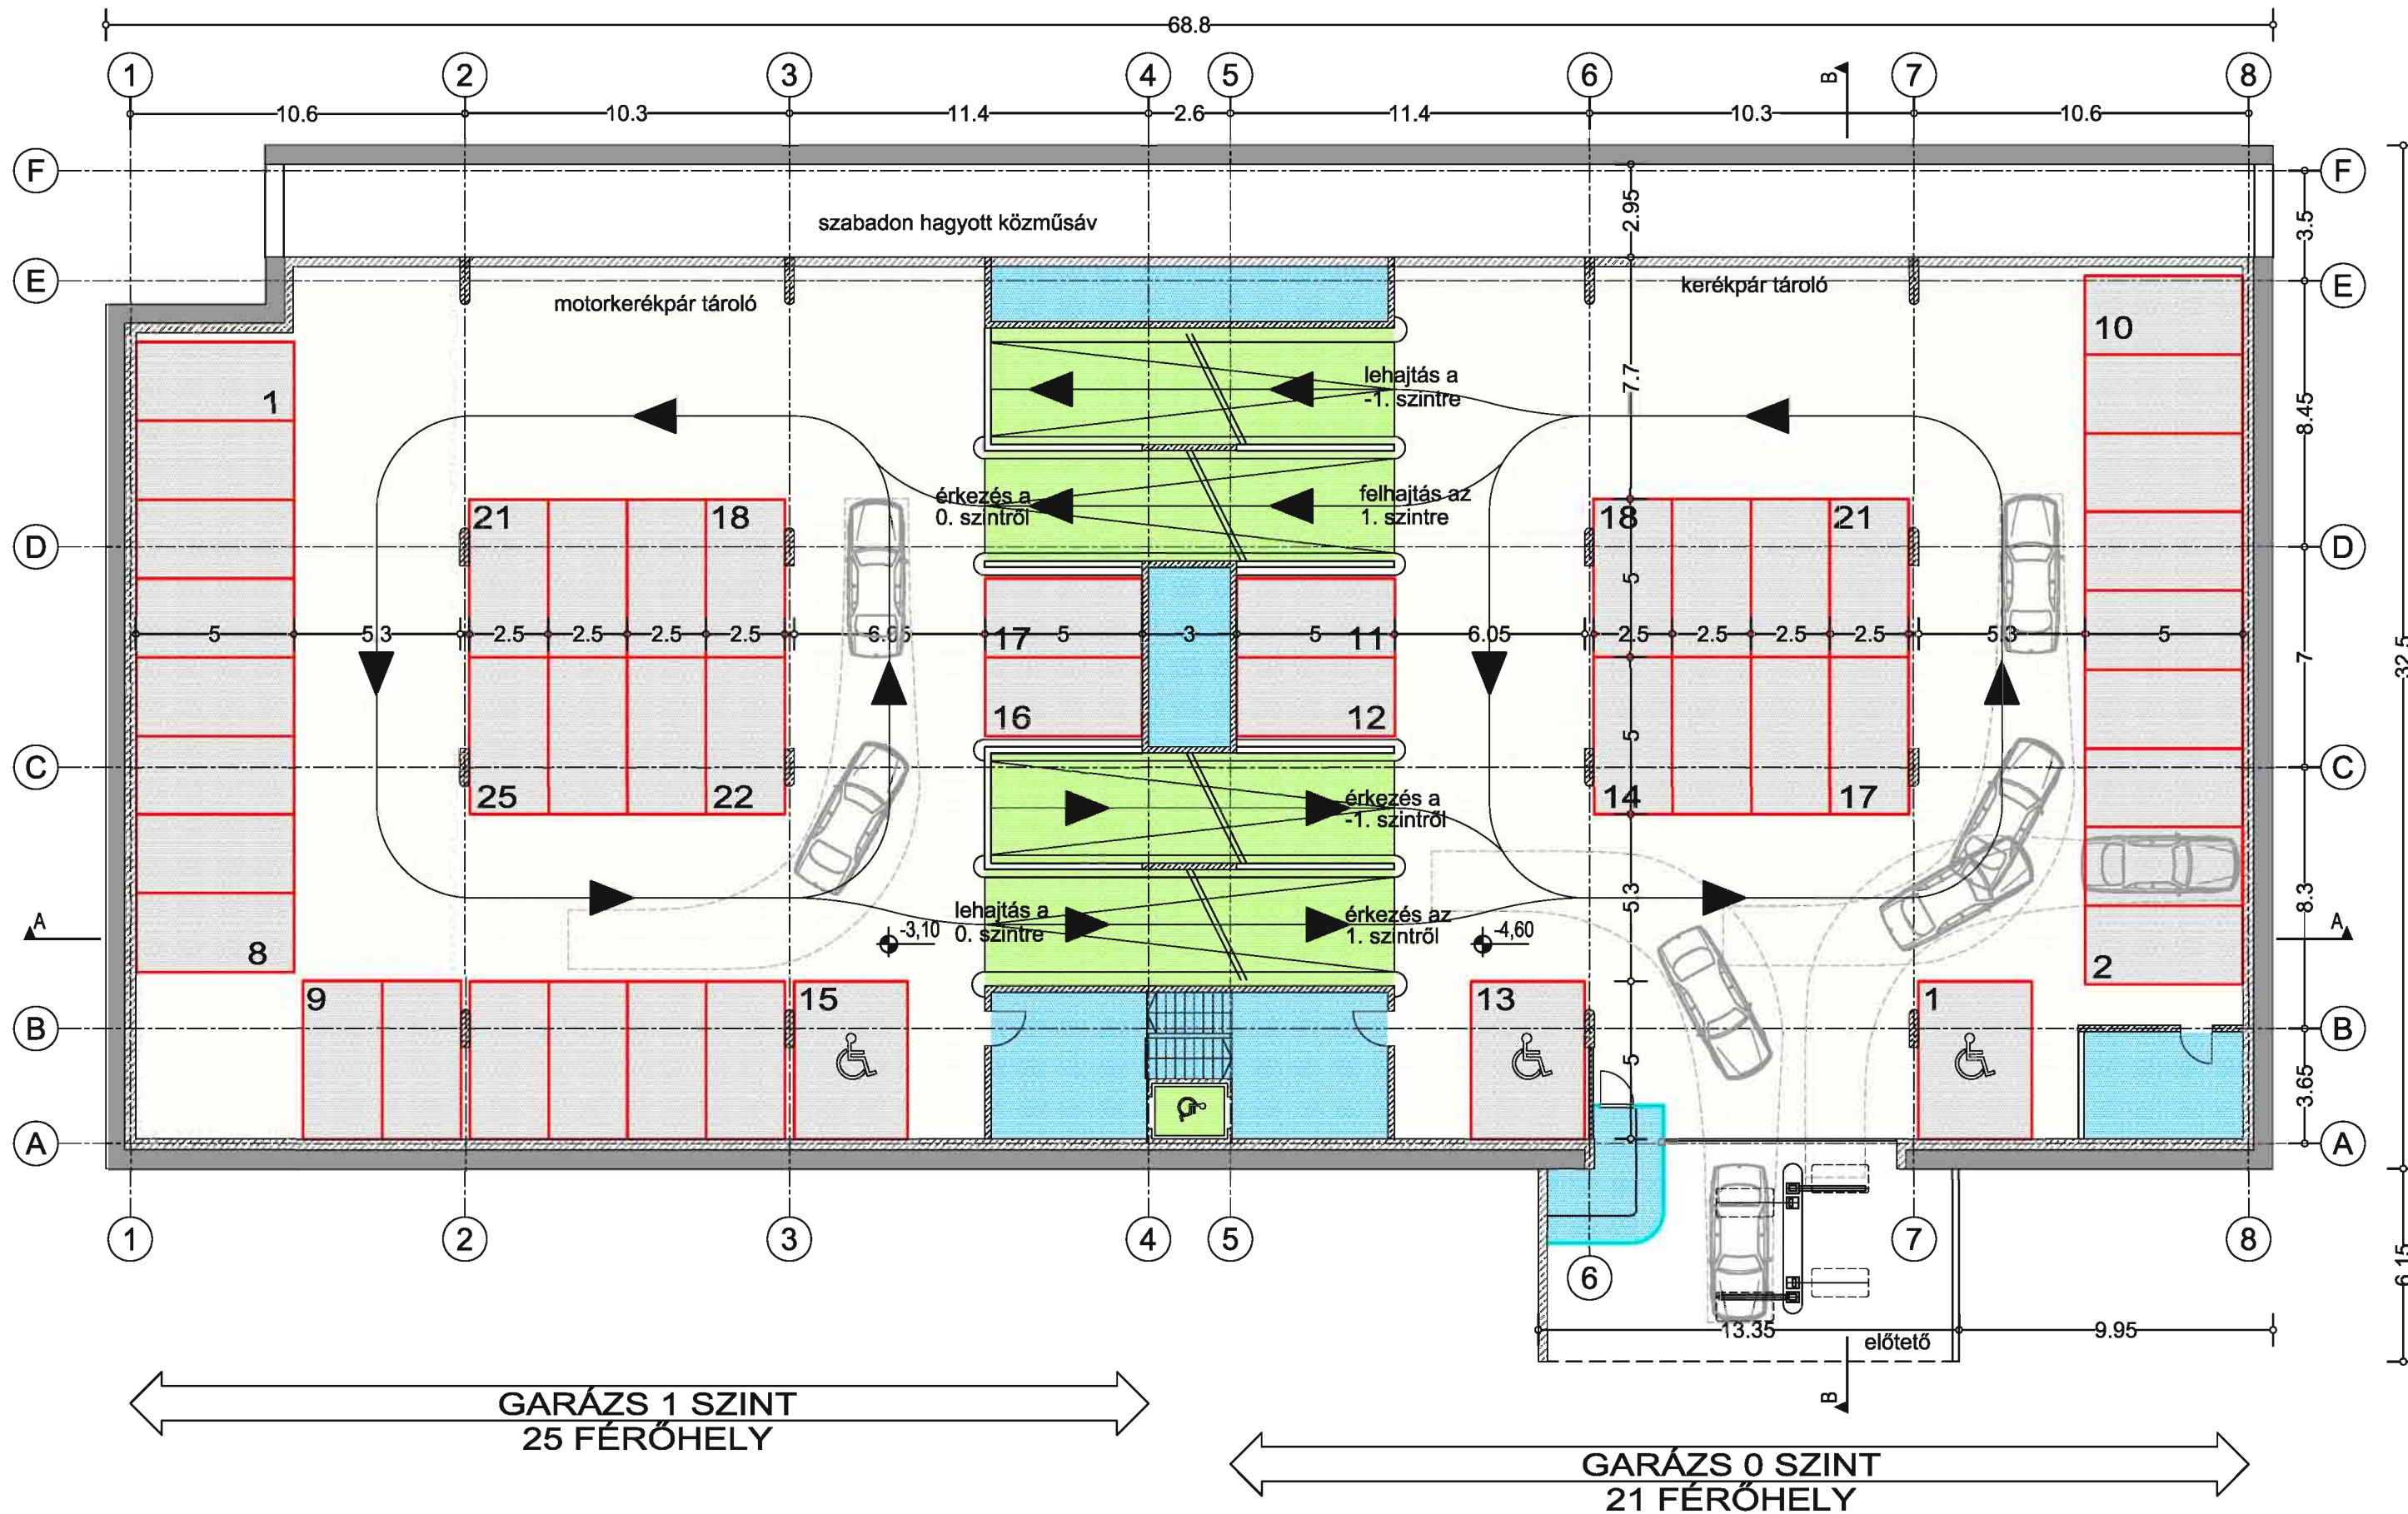 68.8
1 2 3 4 5 6 7 8
B
10.6 10.3 11.4 2.6 11.4 10.3 10.6
F F
2.95
3.5
szabadon hagyott közműsáv
E E
motorkerékpár tároló
kerékpár tároló
10
1
lehajtás a
-1. szintre
7.7
8.45
érkezés a
0. szintről
felhajtás az
1. szintre
21 18
18 21
D D
5
5 5.3 2.5 2.5 2.5 2.5 6.05 17 5 3 5 11 6.05 2.5 2.5 2.5 2.5 5.3 5
7
32.5
16 12
5
C C
25 22
14 17
érkezés a
-1. szintről
5.3
8.3
lehajtás a
0. szintre
érkezés az
1. szintről
A A
-3,10
-4,60
8
2
9 15
13 1
B B
5
3.65
A A
1 2 3 4 5 6 7 8
6.15
13.35 9.95
előtető
B
GARÁZS 1 SZINT
25 FÉRŐHELY
GARÁZS 0 SZINT
21 FÉRŐHELY